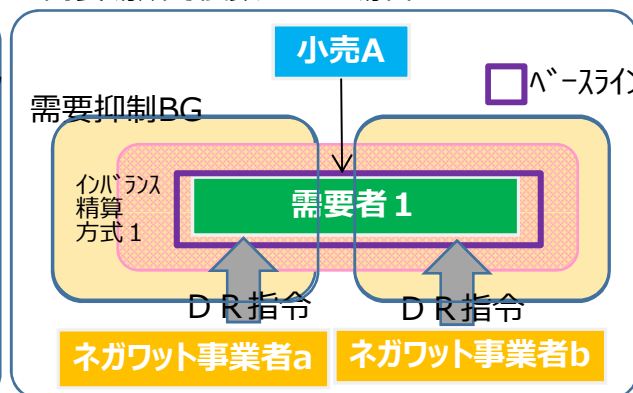 小売A
ベースライン
需要抑制BG
インバランス
精算
方式１
需要者１
ＤＲ指令
ＤＲ指令
ネガワット事業者a
ネガワット事業者b